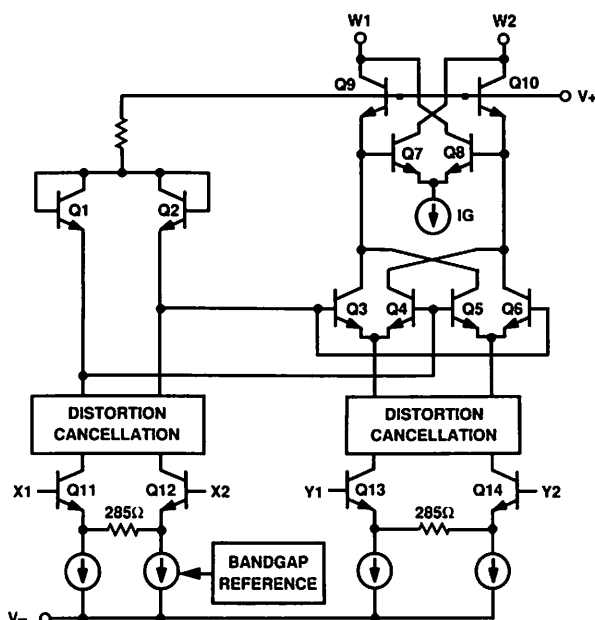 W1 W2
Q9 Q10 V+
Q7 Q8
Q1 Q2 IG
Q3 Q4 Q5 Q6
DISTORTION
CANCELLATION
DISTORTION
CANCELLATION
X1 Q11 Q12 X2 Y1 Q13 Q14 Y2
285Ω 285Ω
BANDGAP
REFERENCE
V–